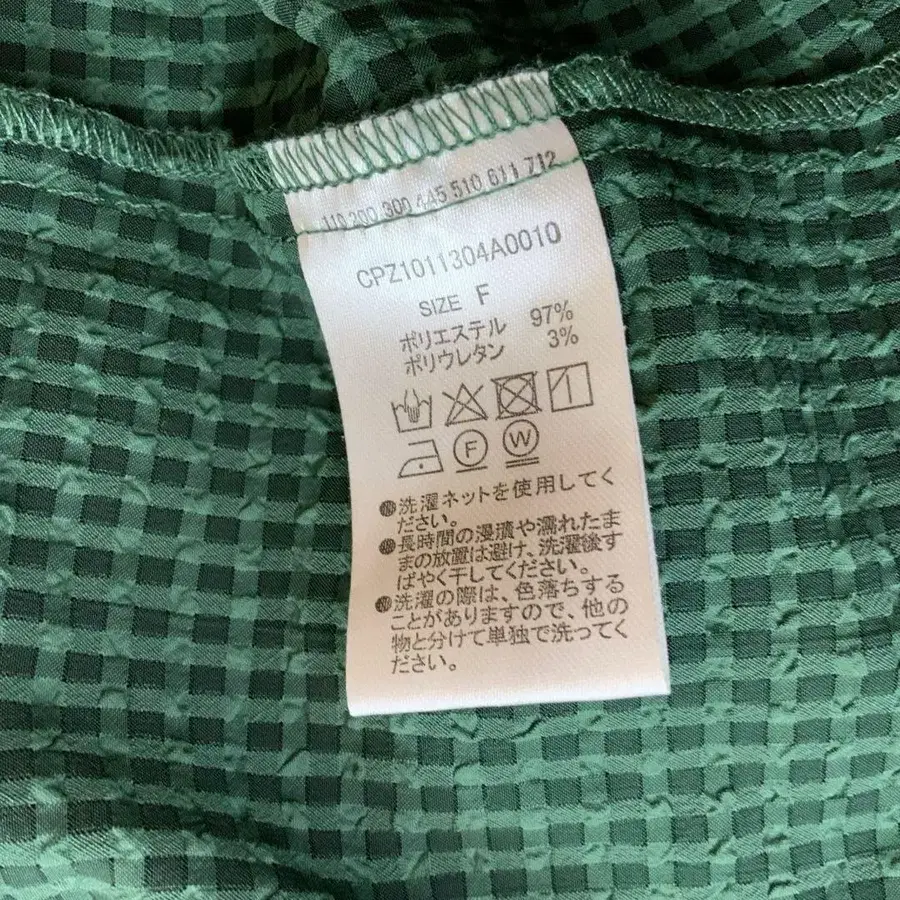 110 200 300 445 510 611 712
CPZ1011304A0010
SIZE F
ポリエステル 97%
ポリウレタン 3%
F W
●洗濯ネットを使用してく
ださい。
●長時間の浸漬や濡れたま
まの放置は避け、洗濯後す
ばやく干してください。
●洗濯の際は、色落ちする
ことがありますので、他の
物と分けて単独で洗ってく
ださい。